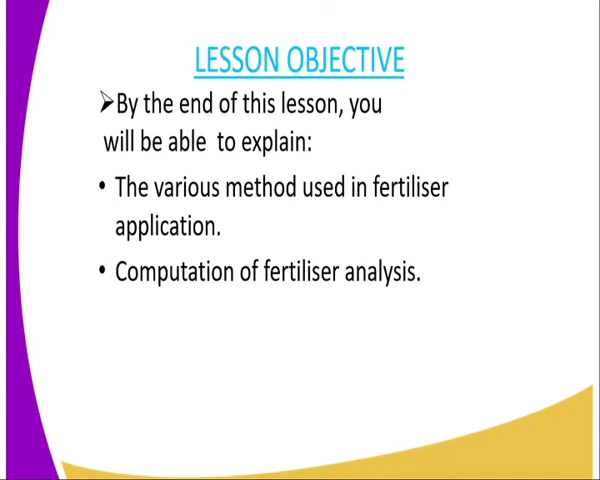 LESSON OBJECTIVE
➢By the end of this lesson, you
will be able to explain:
• The various method used in fertiliser
application.
• Computation of fertiliser analysis.